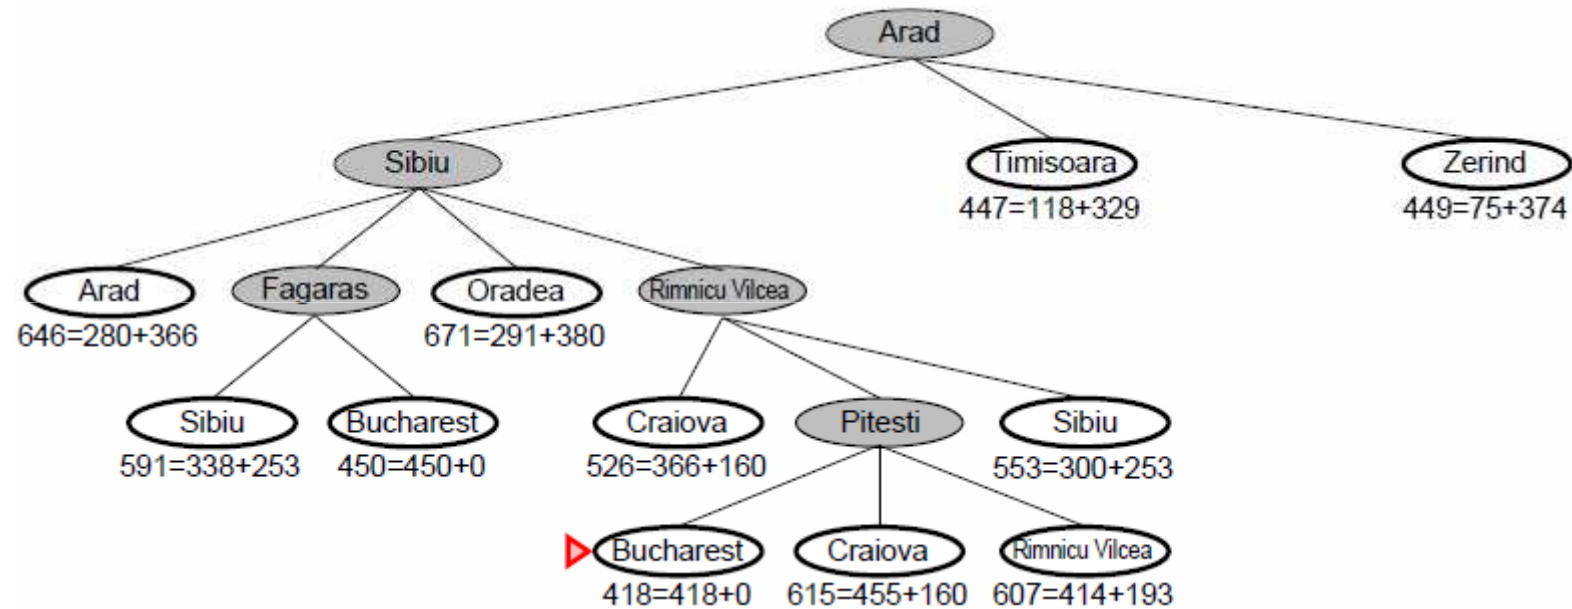 Arad
Sibiu
Timisoara
Zerind
447=118+329
449=75+374
Arad
Fagaras
Oradea
Rimnicu Vilcea
646=280+366
671=291+380
Sibiu
Bucharest
Craiova
Pitesti
Sibiu
591=338+253
450=450+0
526=366+160
553=300+253
Bucharest
Craiova
Rimnicu Vilcea
418=418+0
615=455+160
607=414+193